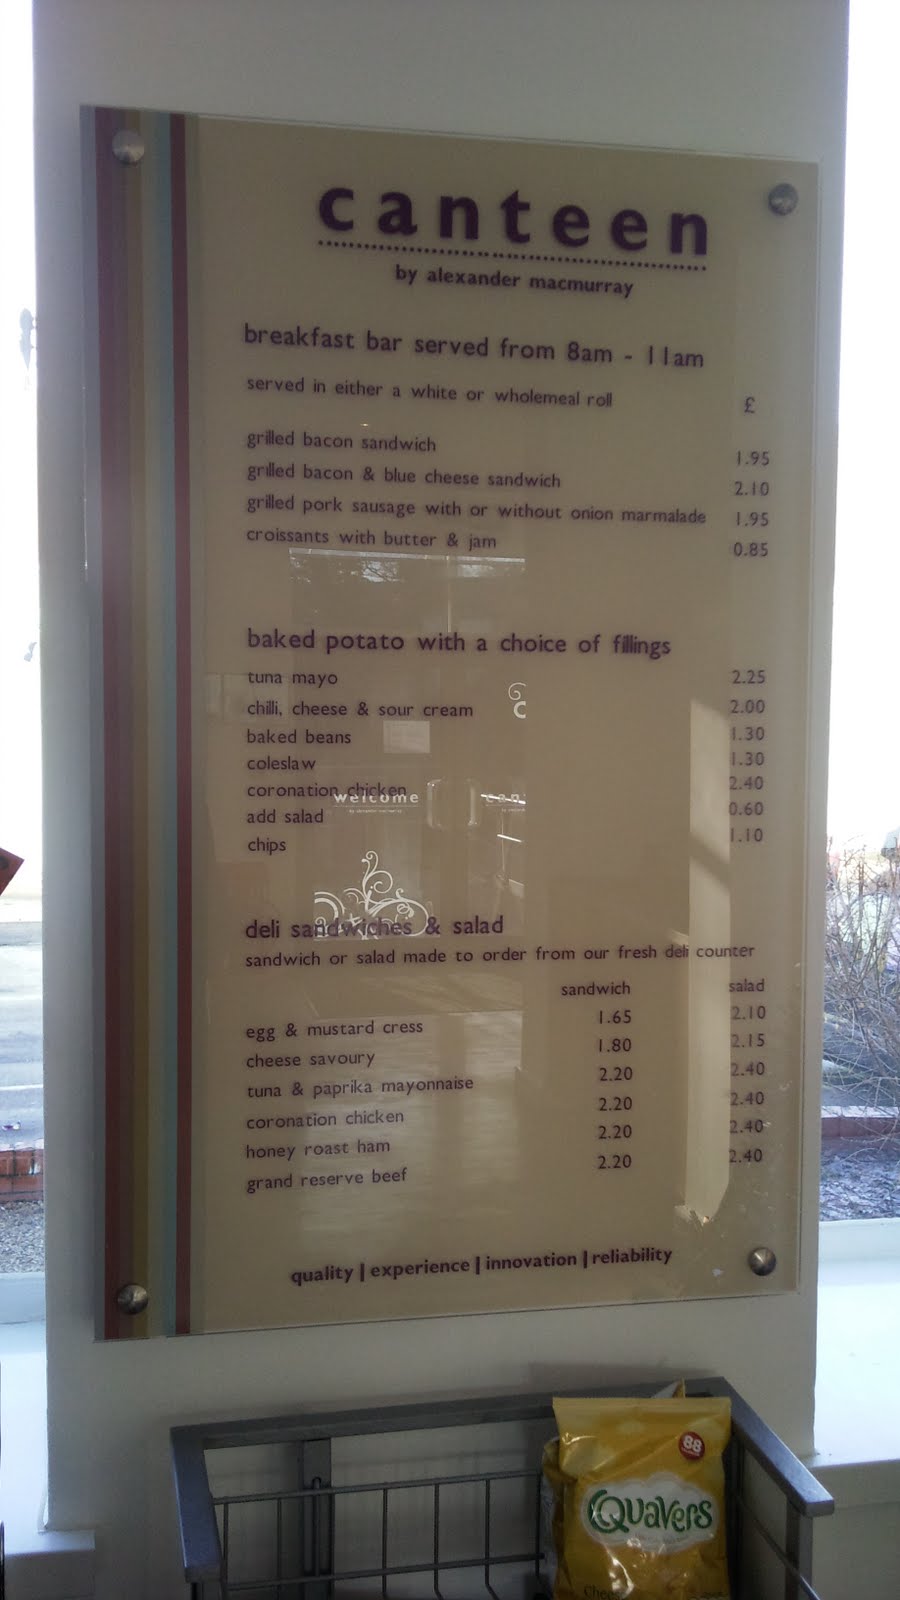 canteen
by alexander macmurray
breakfast bar served from 8am - 11am
served in either a white or wholemeal roll
£
grilled bacon sandwich 1.95
grilled bacon & blue cheese sandwich 2.10
grilled pork sausage with or without onion marmalade 1.95
croissants with butter & jam 0.85
baked potato with a choice of fillings
tuna mayo 2.25
chilli, cheese & sour cream 2.00
baked beans 1.30
coleslaw 1.30
coronation chicken 2.40
add salad 0.60
chips 1.10
welcome
deli sandwiches & salad
sandwich or salad made to order from our fresh deli counter
sandwich salad
egg & mustard cress 1.65 2.10
cheese savoury 1.80 2.15
tuna & paprika mayonnaise 2.20 2.40
coronation chicken 2.20 2.40
honey roast ham 2.20 2.40
grand reserve beef 2.20 2.40
quality | experience | innovation | reliability
88
QUAVERS